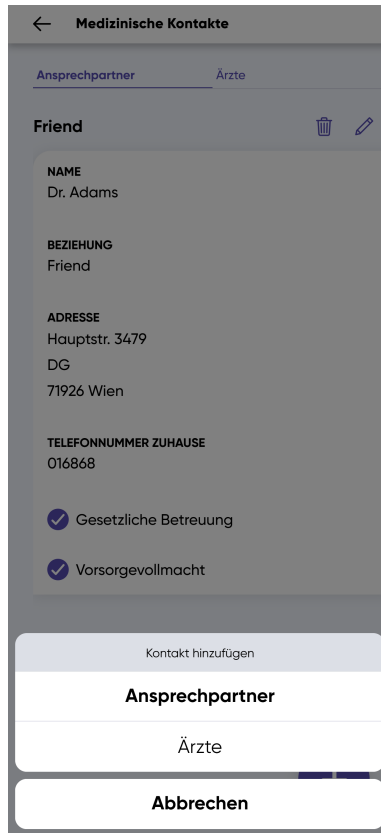 Medizinische Kontakte
Ansprechpartner
Ärzte
Friend
NAME
Dr. Adams
BEZIEHUNG
Friend
ADRESSE
Hauptstr. 3479
DG
71926 Wien
TELEFONNUMMER ZUHAUSE
016868
Gesetzliche Betreuung
Vorsorgevollmacht
Kontakt hinzufügen
Ansprechpartner
Ärzte
Abbrechen